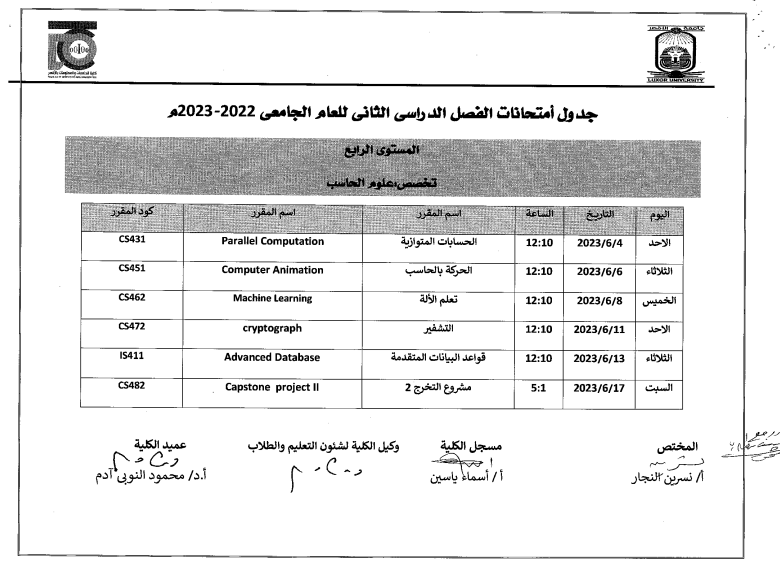 جامعة الأقصر
LUXOR UNIVERSITY
جدول أمتحانات الفصل الدراسى الثانى للعام الجامعى 2022-2023م
المستوى الرابع
تخصص:علوم الحاسب
اليوم التاريخ الساعة اسم المقرر اسم المقرر كود المقرر
الاحد 2023/6/4 12:10 الحسابات المتوازية Parallel Computation CS431
الثلاثاء 2023/6/6 12:10 الحركة بالحاسب Computer Animation CS451
الخميس 2023/6/8 12:10 تعلم الألة Machine Learning CS462
الاحد 2023/6/11 12:10 التشفير cryptograph CS472
الثلاثاء 2023/6/13 12:10 قواعد البيانات المتقدمة Advanced Database IS411
السبت 2023/6/17 5:1 مشروع التخرج 2 Capstone project II CS482
المختص مسجل الكلية وكيل الكلية لشئون التعليم والطلاب عميد الكلية
أ/ نسرين النجار أ/ أسماء ياسين أ.د/ محمود النوبى آدم